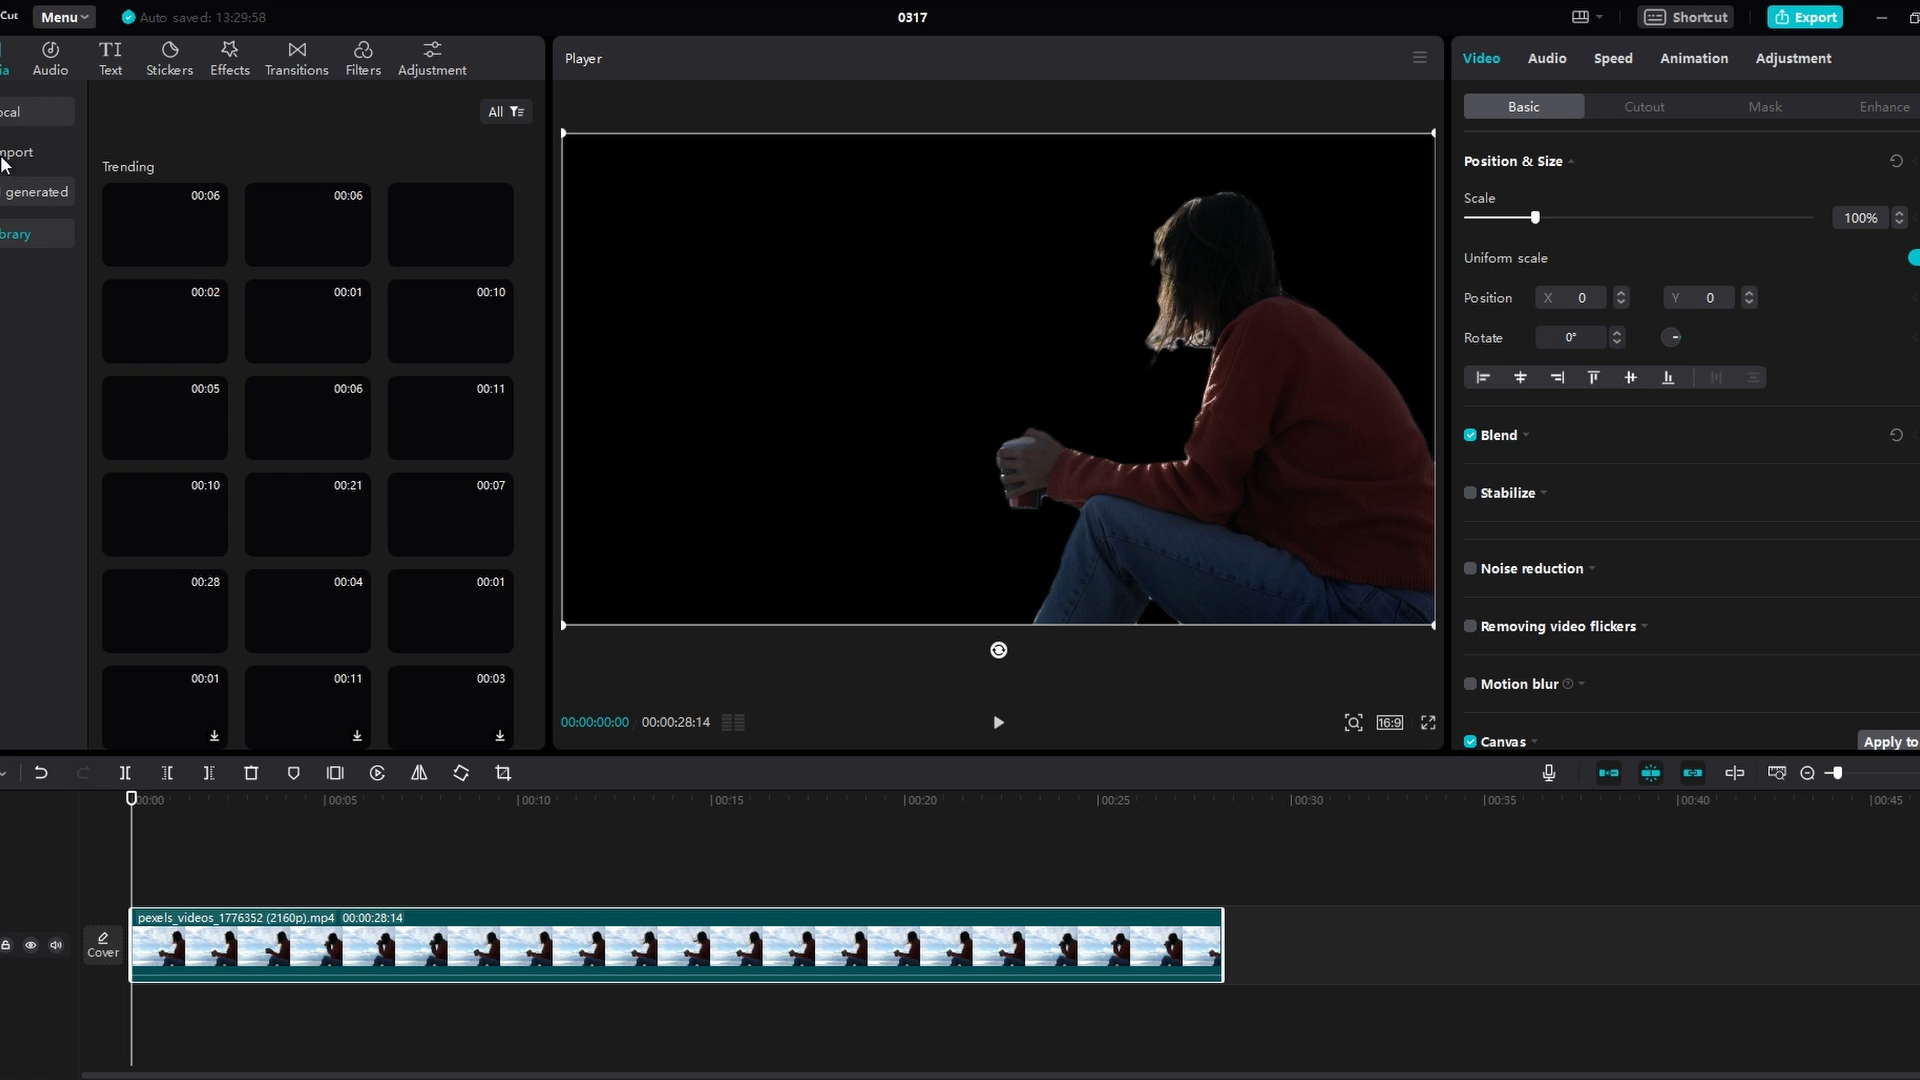 Cut
Menu
Auto saved: 13:29:58
0317
Shortcut
Export
ia
Audio
Text
Stickers
Effects
Transitions
Filters
Adjustment
ocal
mport
I generated
brary
All
Trending
00:06
00:06
00:02
00:01
00:10
00:05
00:06
00:11
00:10
00:21
00:07
00:28
00:04
00:01
00:01
00:11
00:03
Player
00:00:00:00
00:00:28:14
16:9
Video
Audio
Speed
Animation
Adjustment
Basic
Cutout
Mask
Enhance
Position & Size
Scale
100%
Uniform scale
Position
X 0
Y 0
Rotate
0°
Blend
Stabilize
Noise reduction
Removing video flickers
Motion blur
Canvas
Apply to
00:00
00:05
00:10
00:15
00:20
00:25
00:30
00:35
00:40
00:45
pexels_videos_1776352 (2160p).mp4 00:00:28:14
Cover